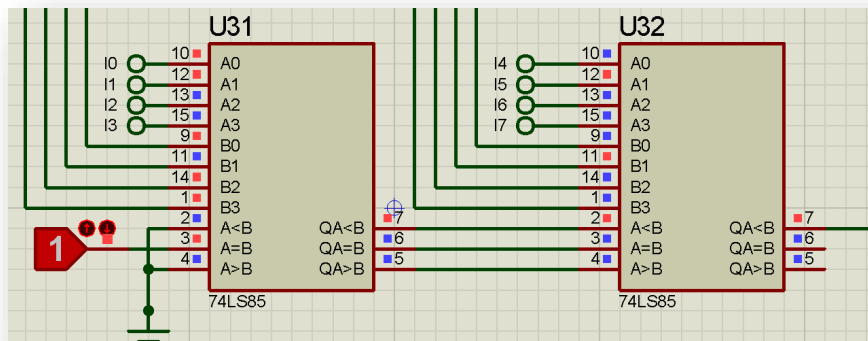 U31
I0 10 A0
I1 12 A1
I2 13 A2
I3 15 A3
9 B0
11 B1
14 B2
1 B3
2 A<B QA<B 7
3 A=B QA=B 6
4 A>B QA>B 5
1
74LS85
U32
I4 10 A0
I5 12 A1
I6 13 A2
I7 15 A3
9 B0
11 B1
14 B2
1 B3
2 A<B QA<B 7
3 A=B QA=B 6
4 A>B QA>B 5
74LS85